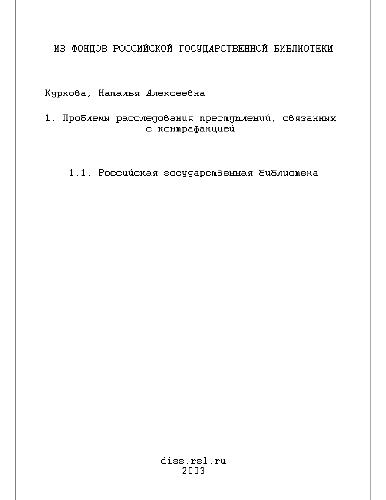 ИЗ ФОНДОВ РОССИЙСКОЙ ГОСУДАРСТВЕННОЙ БИБЛИОТЕКИ
Куркова, Наталья Алексеевна
1. Проблемы расследования преступлений, связанных
с контрафакцией
1.1. Российская государственная библиотека
diss.rsl.ru
2003